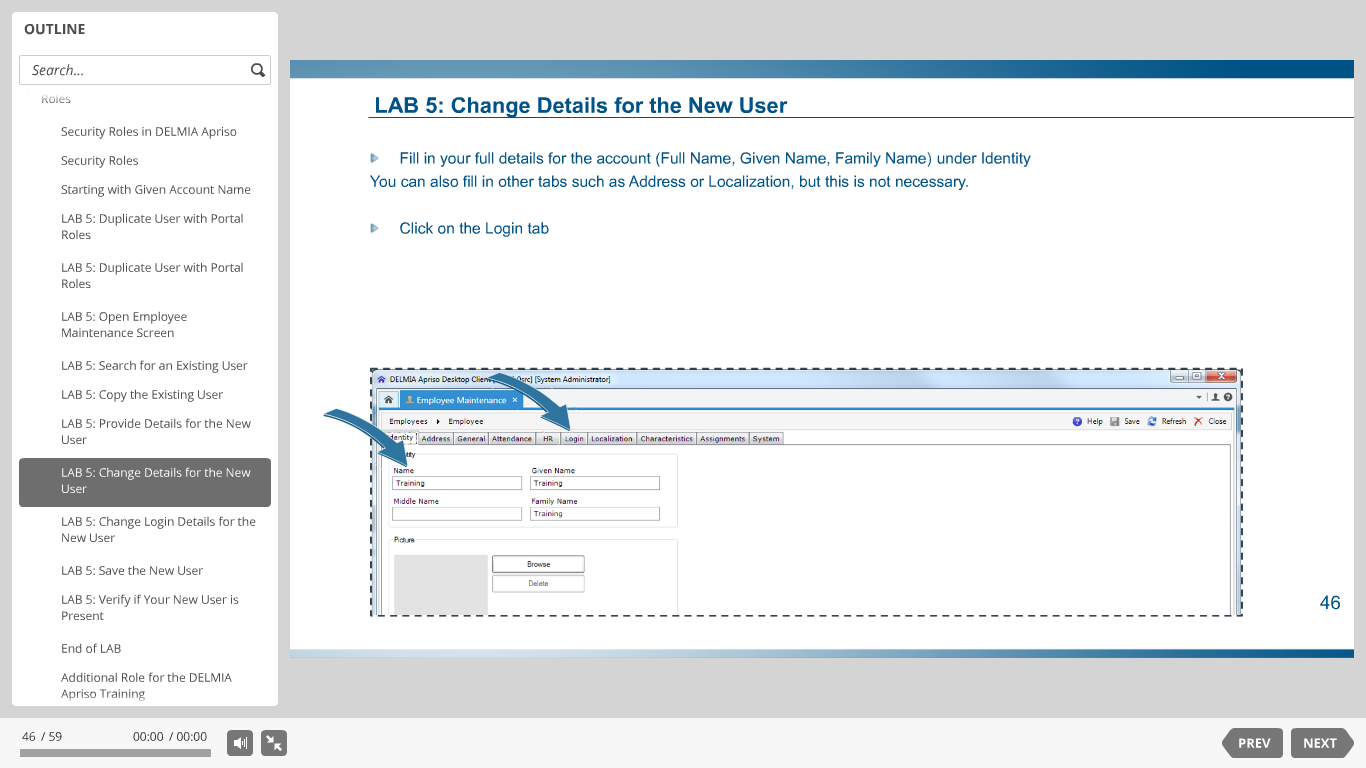 OUTLINE
Search...
Roles
Security Roles in DELMIA Apriso
Security Roles
Starting with Given Account Name
LAB 5: Duplicate User with Portal
Roles
LAB 5: Duplicate User with Portal
Roles
LAB 5: Open Employee
Maintenance Screen
LAB 5: Search for an Existing User
LAB 5: Copy the Existing User
LAB 5: Provide Details for the New
User
LAB 5: Change Details for the New
User
LAB 5: Change Login Details for the
New User
LAB 5: Save the New User
LAB 5: Verify if Your New User is
Present
End of LAB
Additional Role for the DELMIA
Apriso Training
LAB 5: Change Details for the New User
Fill in your full details for the account (Full Name, Given Name, Family Name) under Identity
You can also fill in other tabs such as Address or Localization, but this is not necessary.
Click on the Login tab
DELMIA Apriso Desktop Client [System Administrator]
Employee Maintenance
Employees Employee
Help Save Refresh Close
Address General Attendance HR Login Localization Characteristics Assignments System
Name Given Name
Training Training
Middle Name Family Name
Training
Picture
Browse
Delete
46
46 / 59 00:00 / 00:00
PREV NEXT